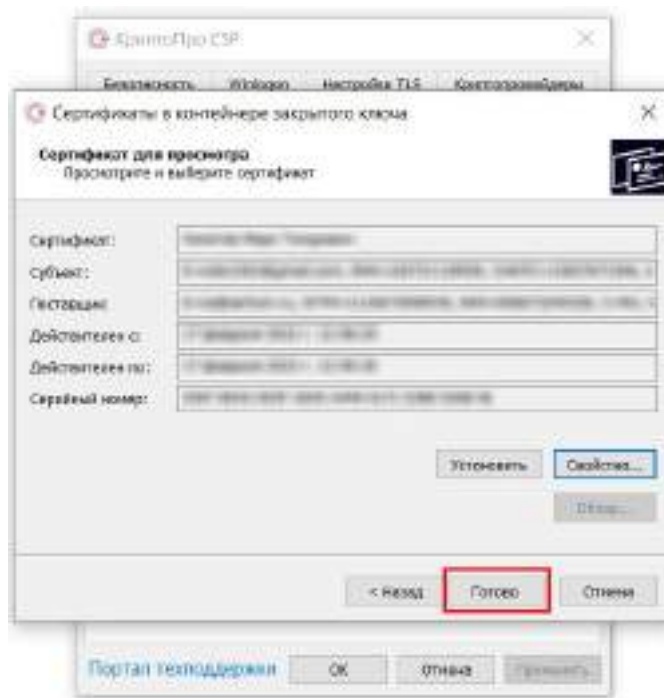 КриптоПро CSP
Безопасность Winlogon Настройка TLS Криптопровайдеры
Сертификаты в контейнере закрытого ключа
Сертификат для просмотра
Просмотрите и выберите сертификат
Сертификат:
Субъект:
Поставщик:
Действителен с:
Действителен по:
Серийный номер:
Установить Свойства...
Обзор...
< Назад Готово Отмена
Портал техподдержки ОК Отмена Применить